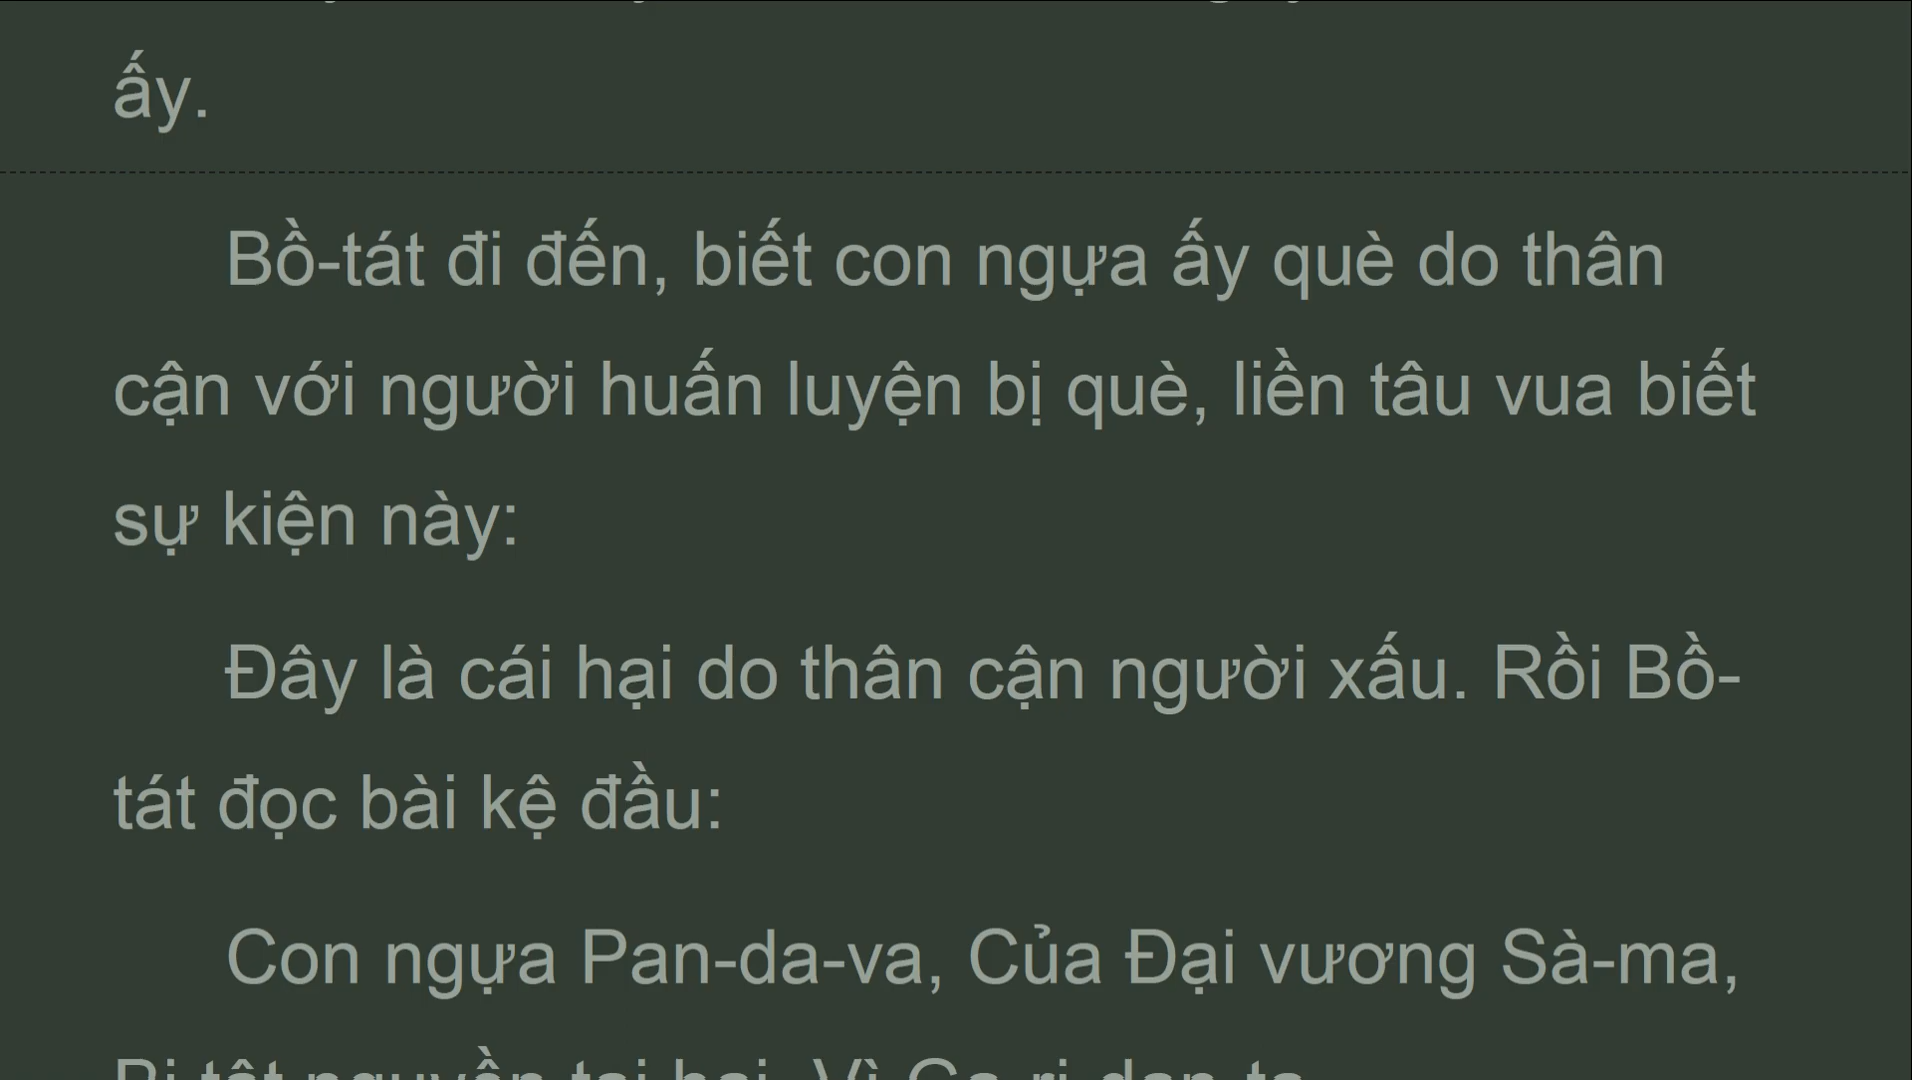 ấy.
Bồ-tát đi đến, biết con ngựa ấy què do thân
cận với người huấn luyện bị què, liền tâu vua biết
sự kiện này:
Đây là cái hại do thân cận người xấu. Rồi Bồ-
tát đọc bài kệ đầu:
Con ngựa Pan-da-va, Của Đại vương Sà-ma,